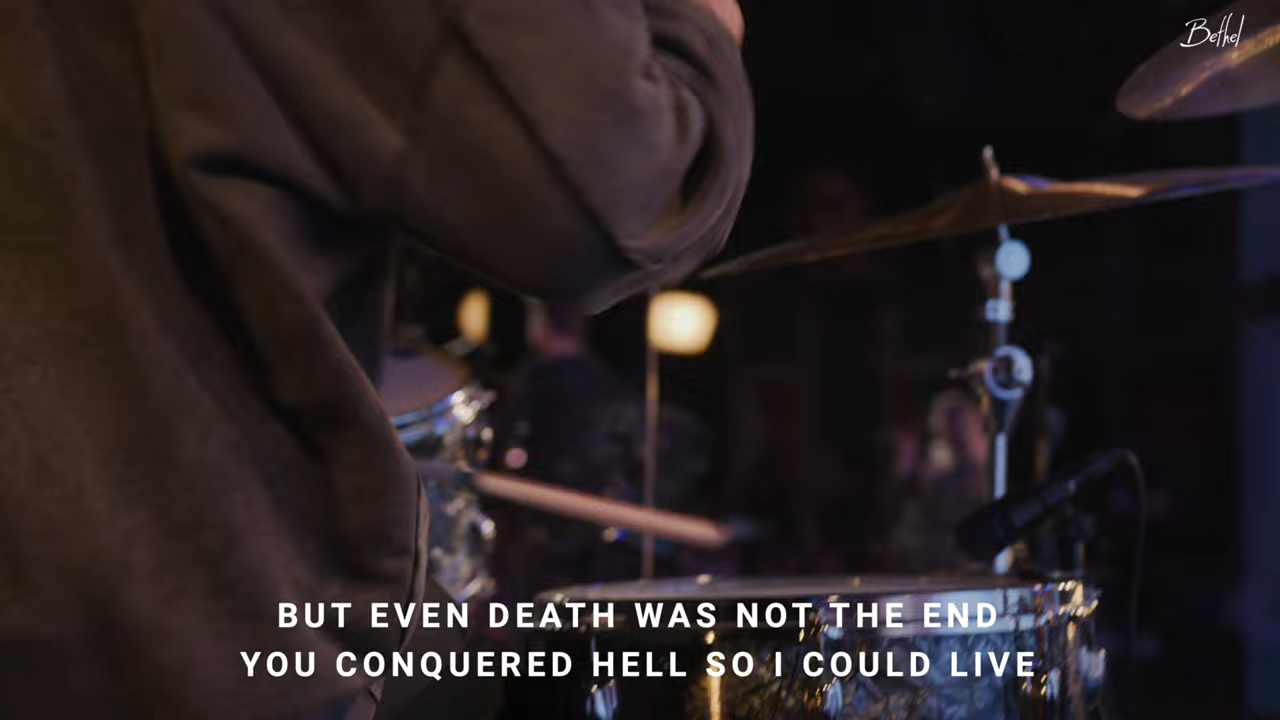 Bethel
BUT EVEN DEATH WAS NOT THE END
YOU CONQUERED HELL SO I COULD LIVE